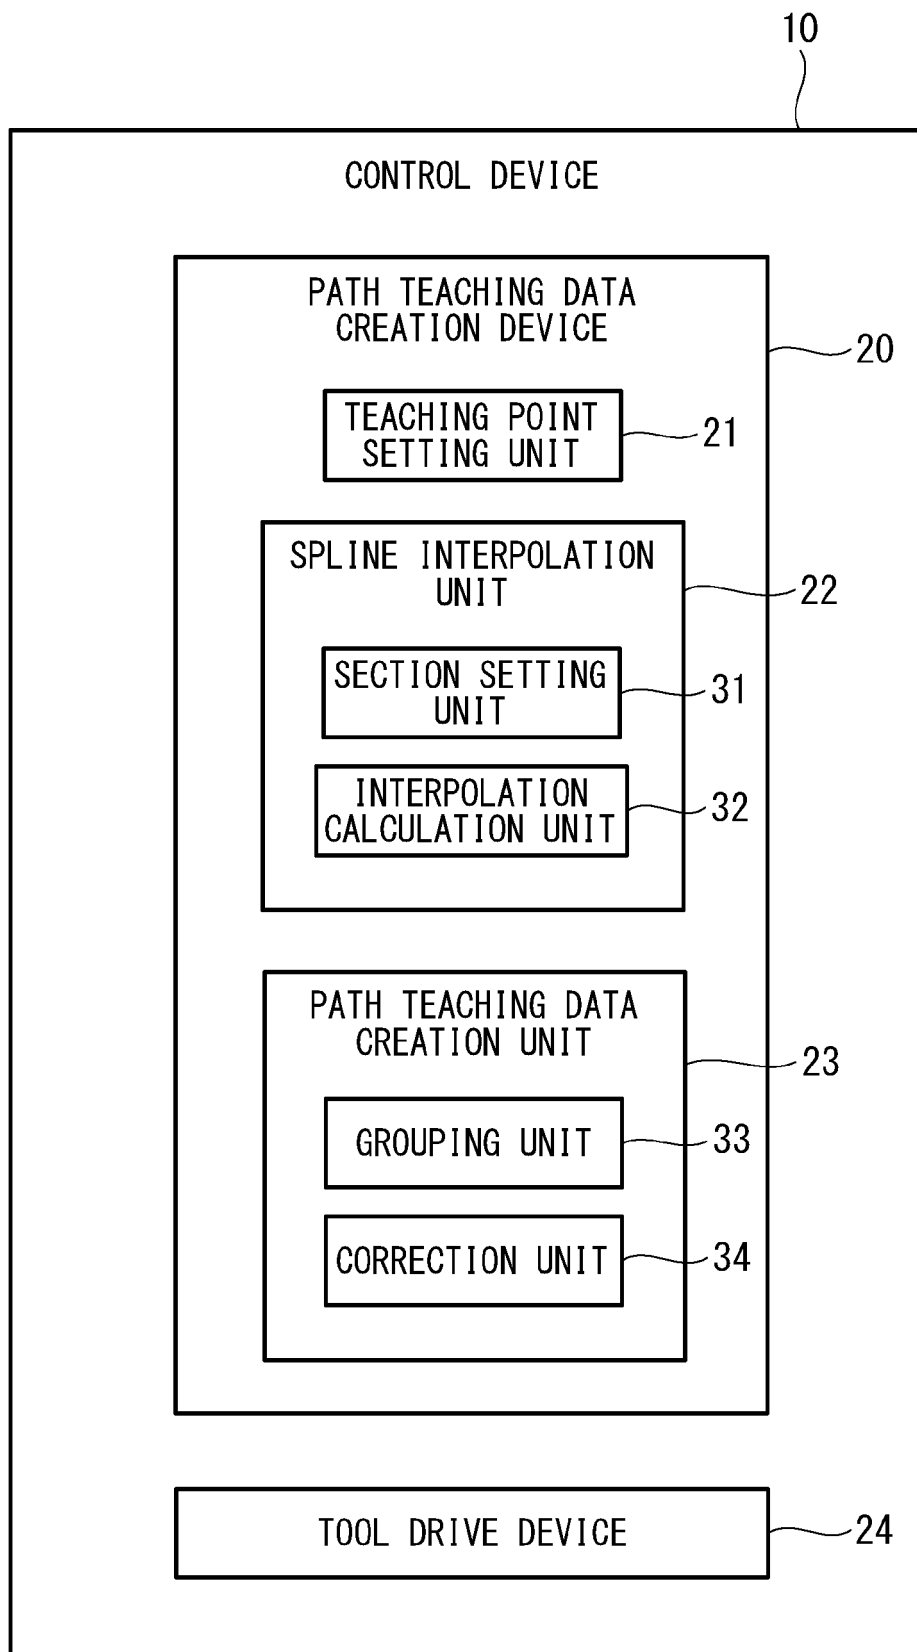 10
CONTROL DEVICE
PATH TEACHING DATA
CREATION DEVICE
20
TEACHING POINT
SETTING UNIT
21
SPLINE INTERPOLATION
UNIT
22
SECTION SETTING
UNIT
31
INTERPOLATION
CALCULATION UNIT
32
PATH TEACHING DATA
CREATION UNIT
23
GROUPING UNIT
33
CORRECTION UNIT
34
TOOL DRIVE DEVICE
24